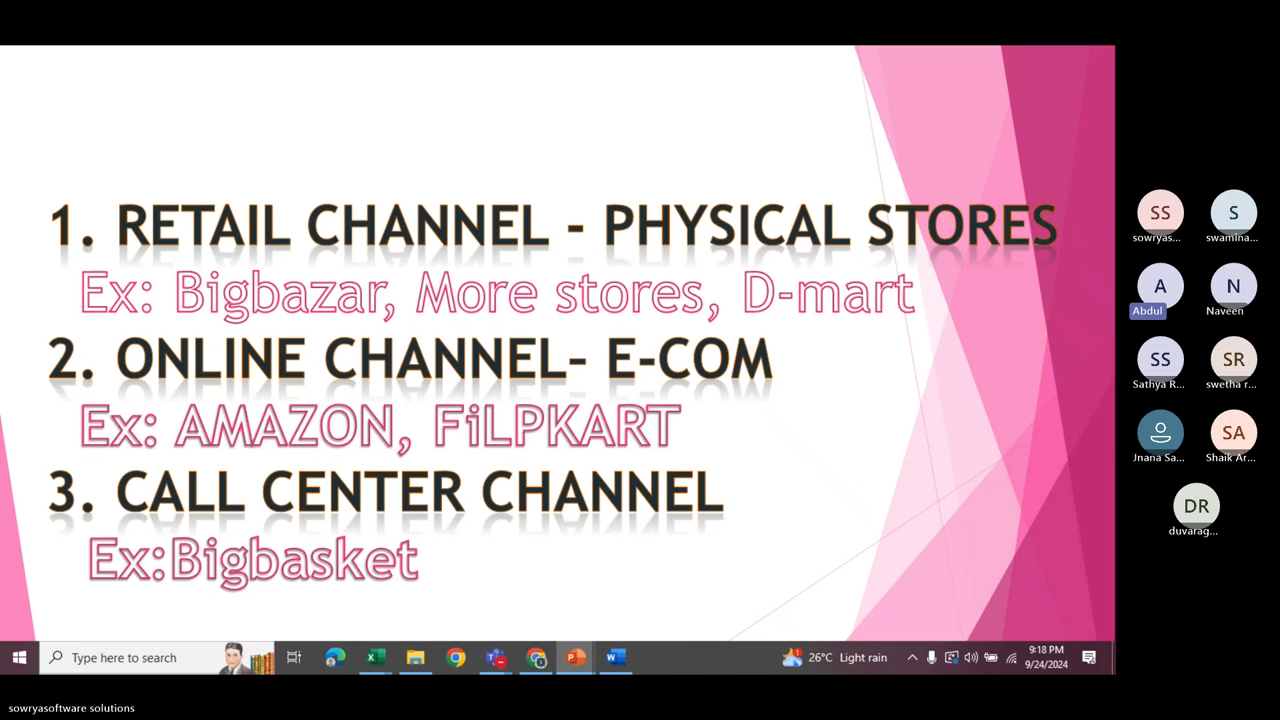 1. RETAIL CHANNEL - PHYSICAL STORES
Ex: Bigbazar, More stores, D-mart
2. ONLINE CHANNEL- E-COM
Ex: AMAZON, FiLPKART
3. CALL CENTER CHANNEL
Ex:Bigbasket
SS
S
sowryas...
swamina...
A
N
Abdul
Naveen
SS
SR
Sathya R...
swetha r...
SA
Jnana Sa...
Shaik Ar...
DR
duvarag...
Type here to search
26°C Light rain
9:18 PM
9/24/2024
sowryasoftware solutions